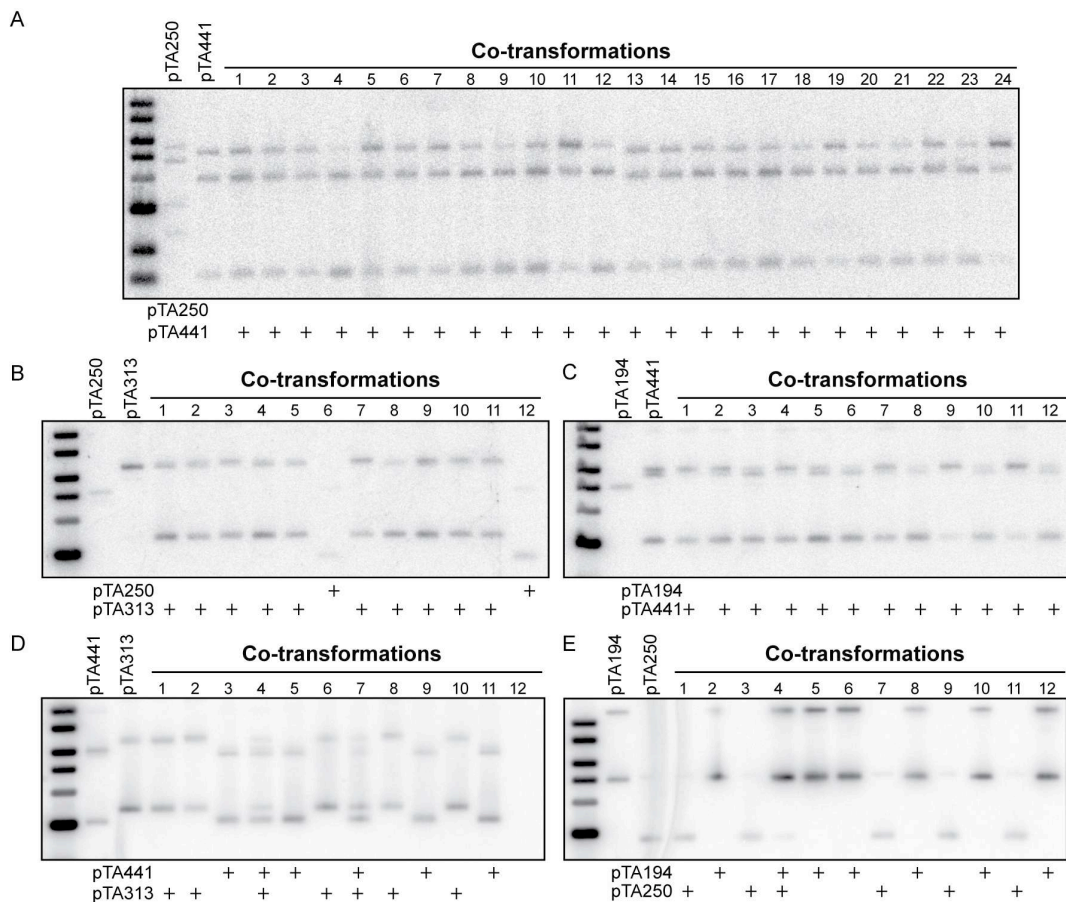 A
pTA250
pTA441
Co-transformations
1 2 3 4 5 6 7 8 9 10 11 12 13 14 15 16 17 18 19 20 21 22 23 24
pTA250
pTA441 + + + + + + + + + + + + + + + + + + + + + + + +
B
pTA250
pTA313
Co-transformations
1 2 3 4 5 6 7 8 9 10 11 12
pTA250 + +
pTA313 + + + + + + + + + +
C
pTA194
pTA441
Co-transformations
1 2 3 4 5 6 7 8 9 10 11 12
pTA194
pTA441 + + + + + + + + + + + +
D
pTA441
pTA313
Co-transformations
1 2 3 4 5 6 7 8 9 10 11 12
pTA441 + + + + + +
pTA313 + + + + + + +
E
pTA194
pTA250
Co-transformations
1 2 3 4 5 6 7 8 9 10 11 12
pTA194 + + + + + + +
pTA250 + + + + + +